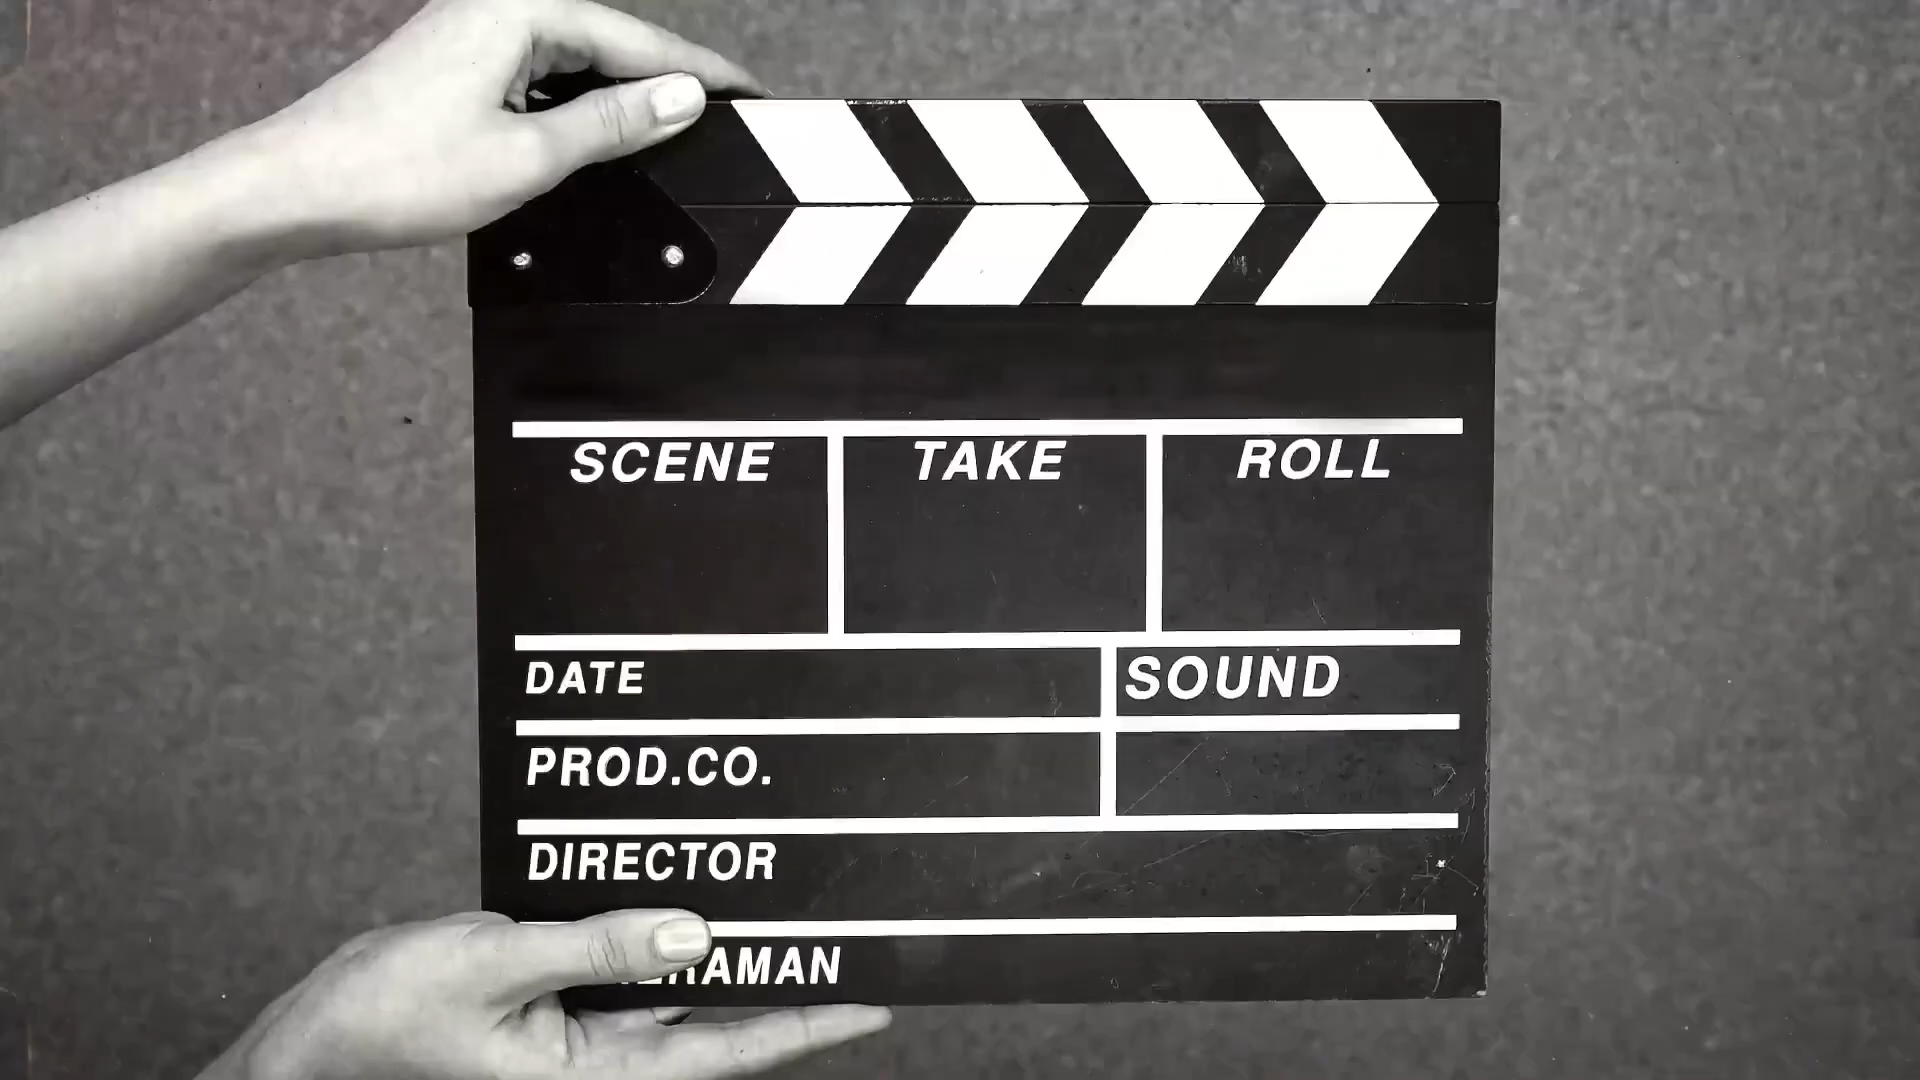 SCENE TAKE ROLL
DATE SOUND
PROD.CO.
DIRECTOR